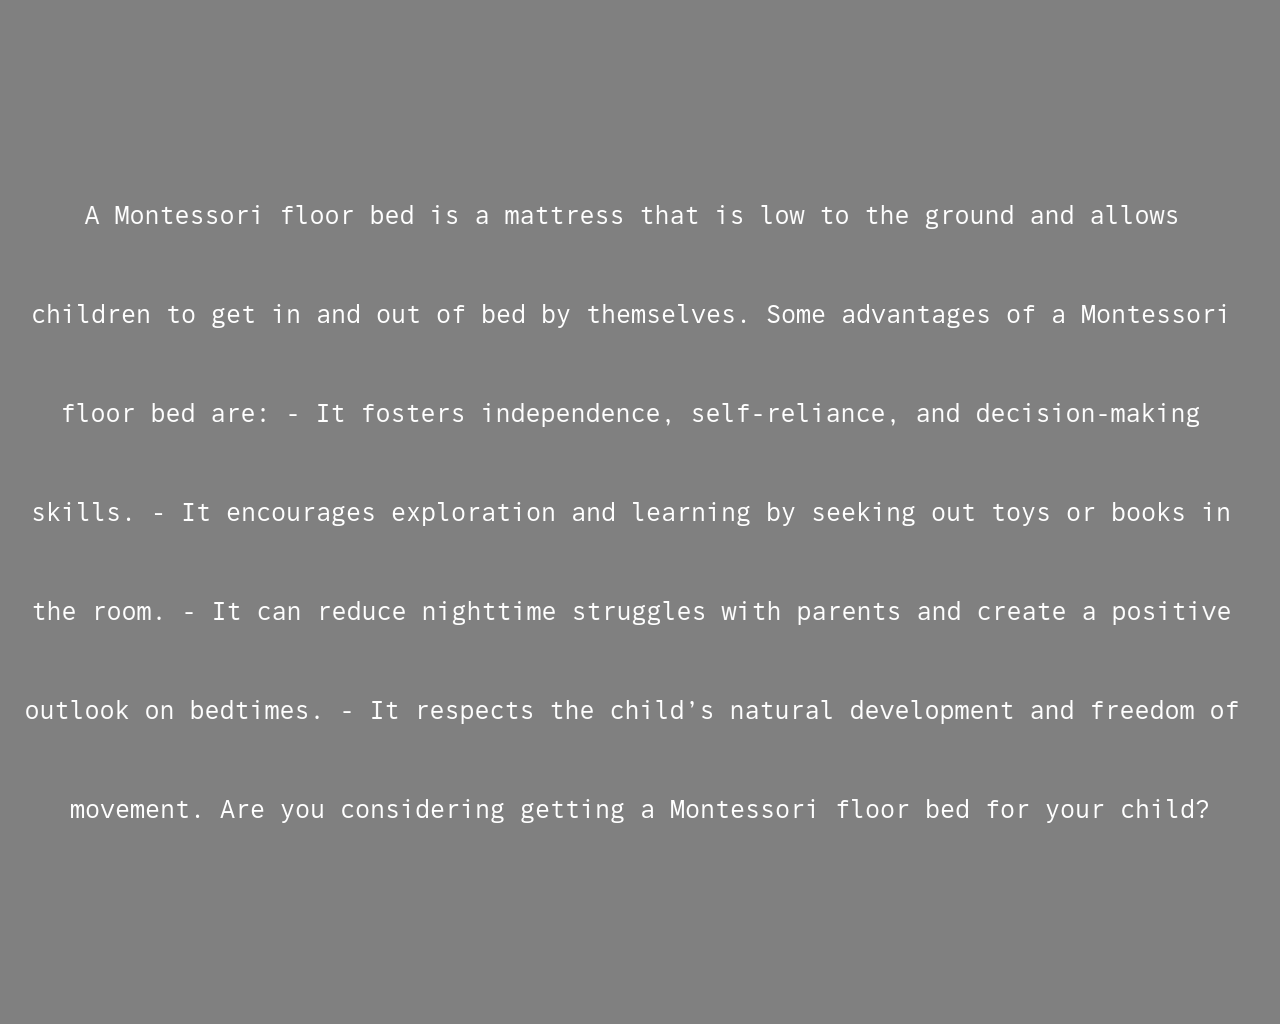 A Montessori floor bed is a mattress that is low to the ground and allows
children to get in and out of bed by themselves. Some advantages of a Montessori
floor bed are: - It fosters independence, self-reliance, and decision-making
skills. - It encourages exploration and learning by seeking out toys or books in
the room. - It can reduce nighttime struggles with parents and create a positive
outlook on bedtimes. - It respects the child’s natural development and freedom of
movement. Are you considering getting a Montessori floor bed for your child?